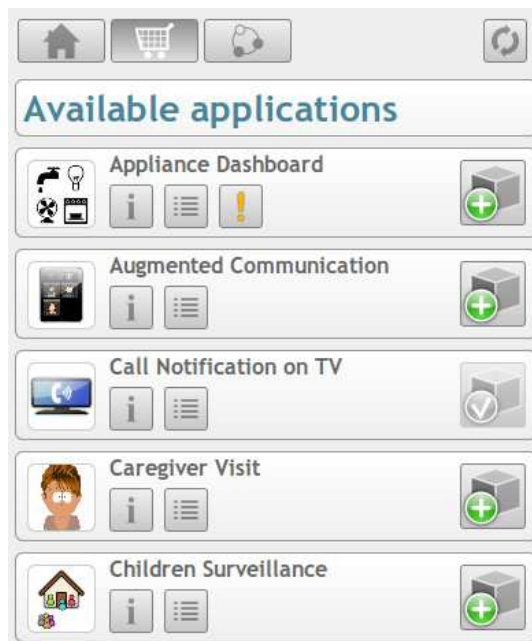 Available applications
Appliance Dashboard
Augmented Communication
Call Notification on TV
Caregiver Visit
Children Surveillance